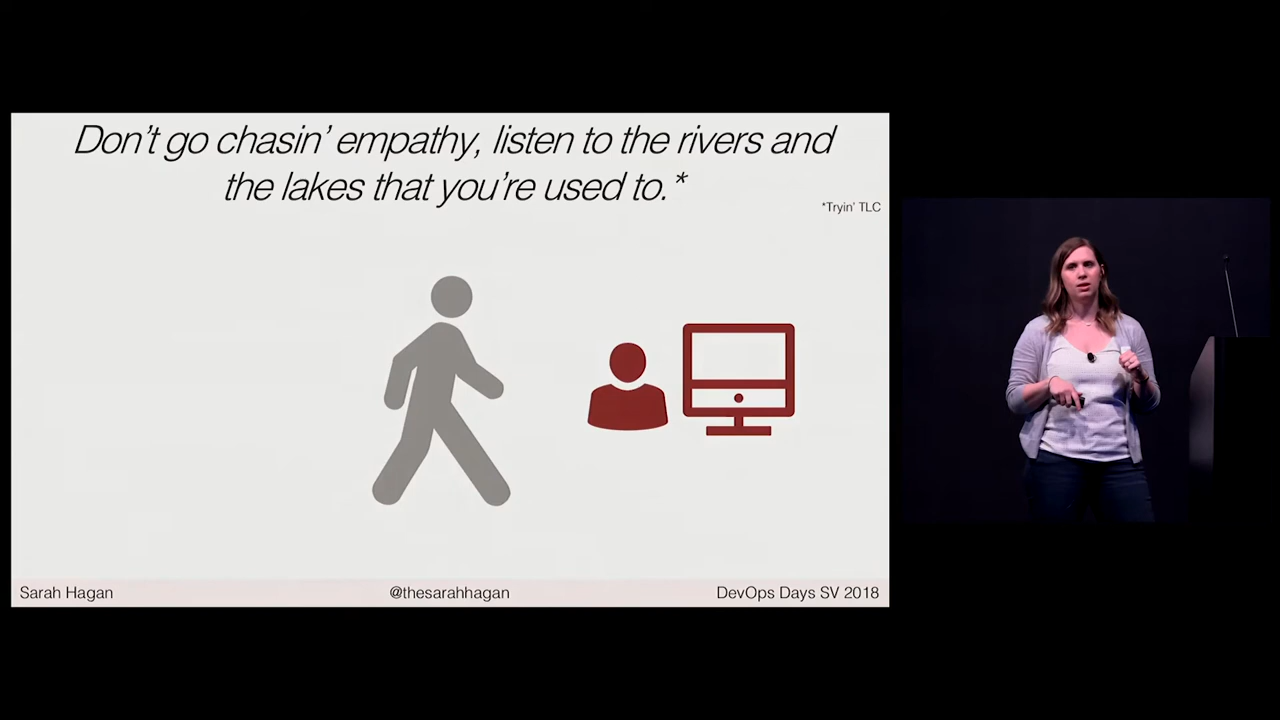 Don't go chasin' empathy, listen to the rivers and
the lakes that you're used to.*
*Tryin' TLC
Sarah Hagan
@thesarahhagan
DevOps Days SV 2018